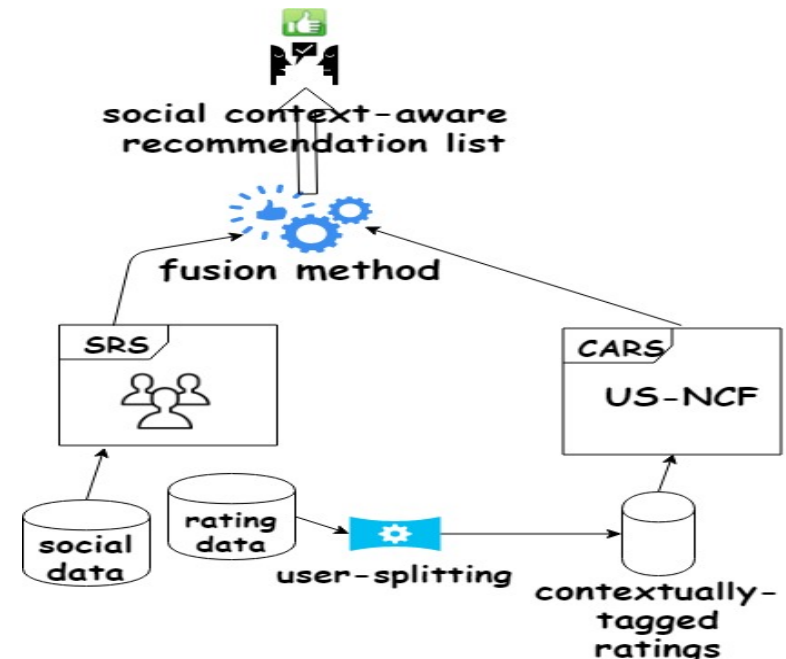 social context-aware
recommendation list
fusion method
SRS
CARS
US-NCF
social
data
rating
data
user-splitting
contextually-
tagged
ratings